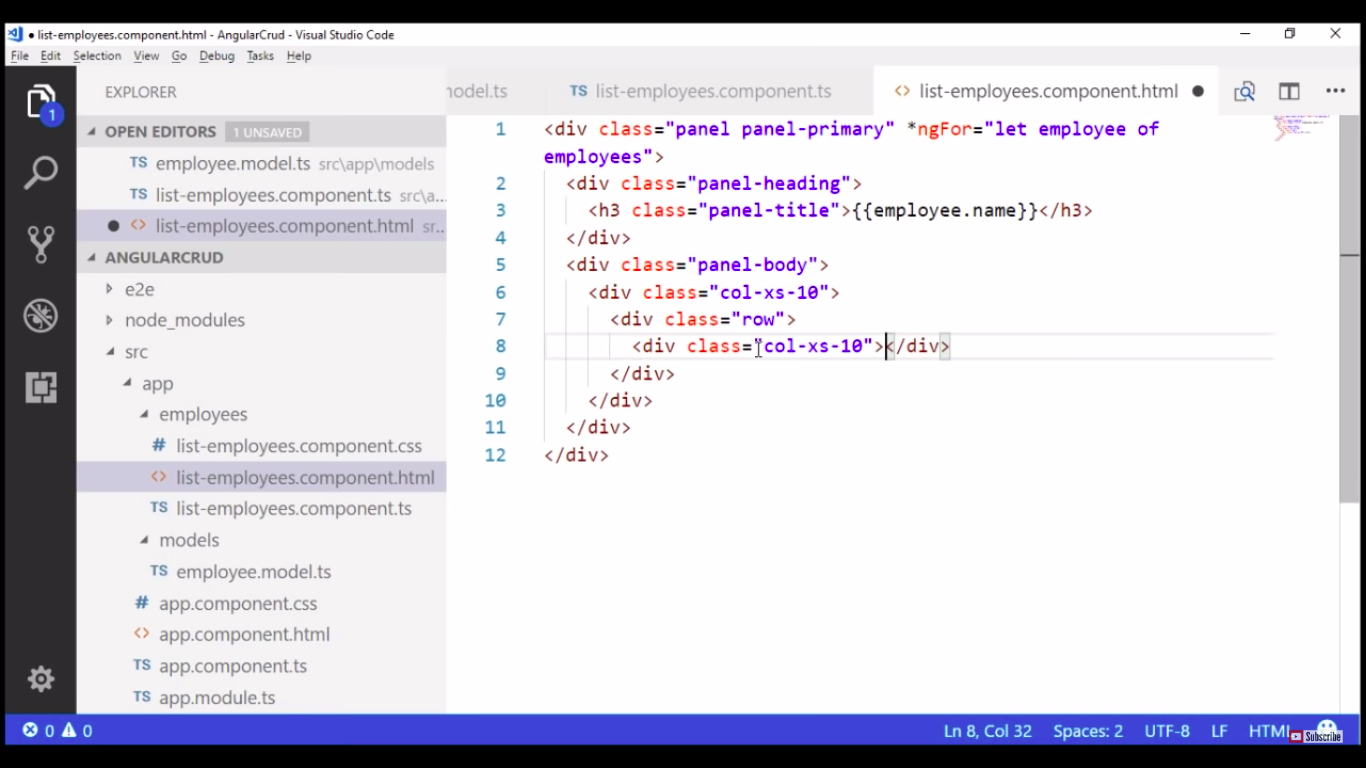 list-employees.component.html - AngularCrud - Visual Studio Code
File Edit Selection View Go Debug Tasks Help
EXPLORER
OPEN EDITORS 1 UNSAVED
TS employee.model.ts src\app\models
TS list-employees.component.ts src\a...
<> list-employees.component.html sr...
ANGULARCRUD
e2e
node_modules
src
app
employees
# list-employees.component.css
<> list-employees.component.html
TS list-employees.component.ts
models
TS employee.model.ts
# app.component.css
<> app.component.html
TS app.component.ts
TS app.module.ts
1
nodel.ts TS list-employees.component.ts <> list-employees.component.html
1 <div class="panel panel-primary" *ngFor="let employee of
employees">
2 <div class="panel-heading">
3 <h3 class="panel-title">{{employee.name}}</h3>
4 </div>
5 <div class="panel-body">
6 <div class="col-xs-10">
7 <div class="row">
8 <div class="col-xs-10"></div>
9 </div>
10 </div>
11 </div>
12 </div>
0 0 Ln 8, Col 32 Spaces: 2 UTF-8 LF HTML
Subscribe